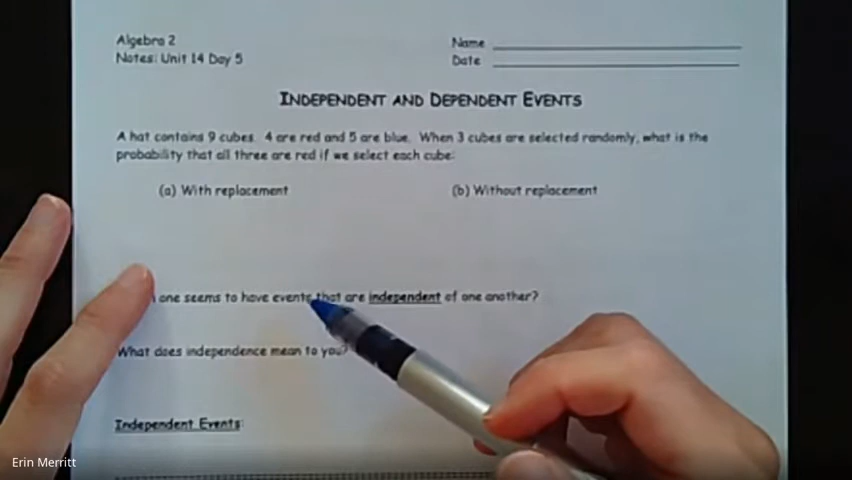 Algebra 2
Name
Notes: Unit 14 Day 5
Date
INDEPENDENT AND DEPENDENT EVENTS
A hat contains 9 cubes. 4 are red and 5 are blue. When 3 cubes are selected randomly, what is the
probability that all three are red if we select each cube:
(a) With replacement
(b) Without replacement
one seems to have events that are independent of one another?
What does independence mean to you?
Independent Events:
Erin Merritt